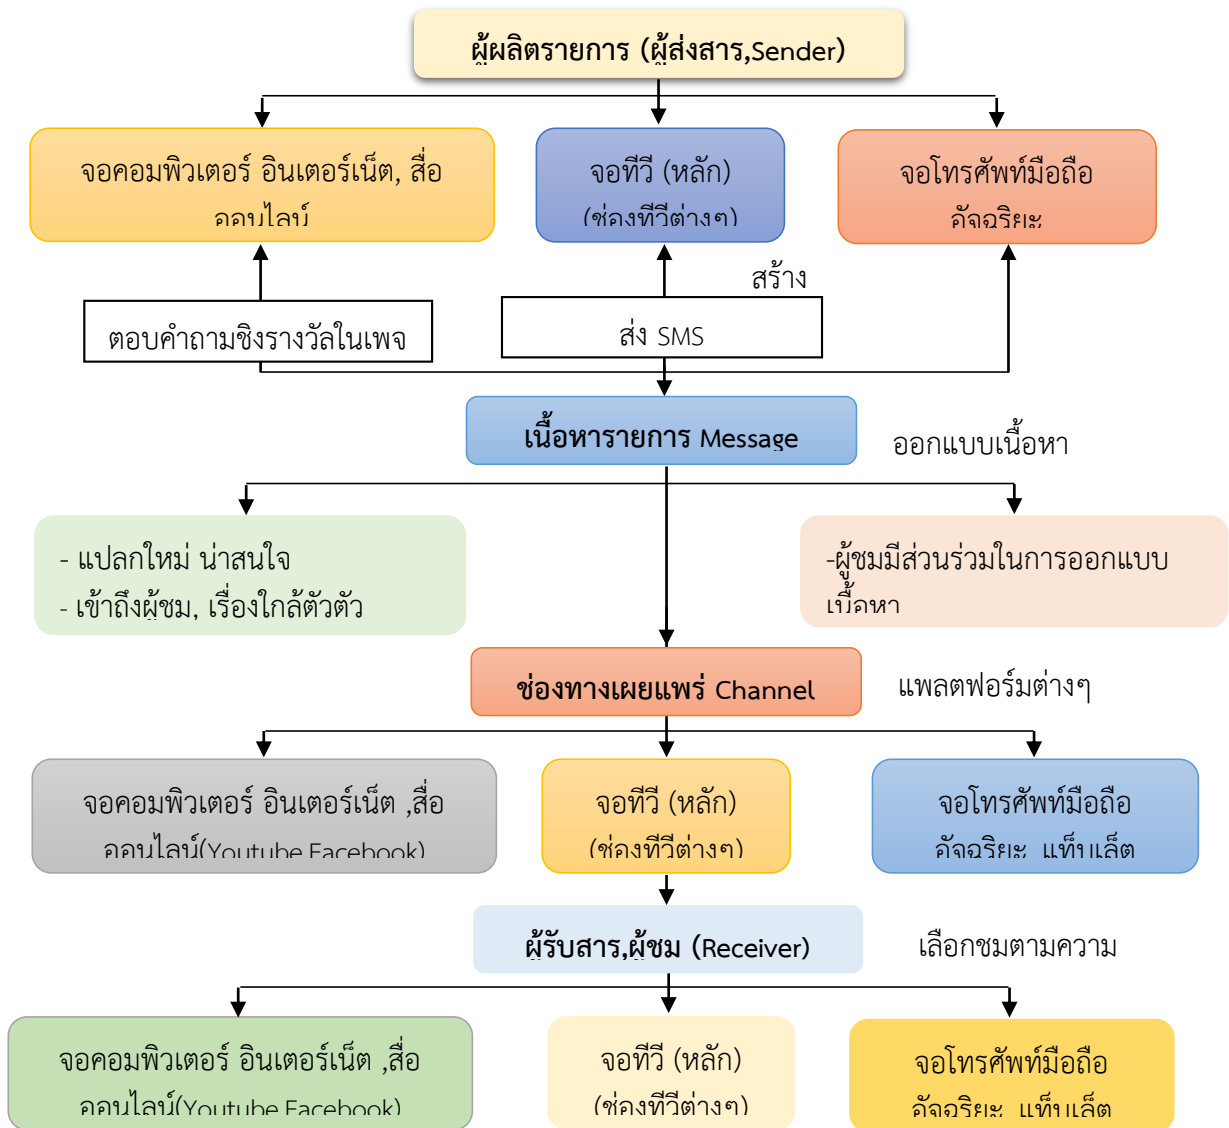 ผู้ผลิตรายการ (ผู้ส่งสาร,Sender)
จอคอมพิวเตอร์ อินเตอร์เน็ต, สื่อ
ออนไลน์
จอทีวี (หลัก)
(ช่องทีวีต่างๆ)
จอโทรศัพท์มือถือ
อัจฉริยะ
สร้าง
ตอบคำถามชิงรางวัลในเพจ
ส่ง SMS
เนื้อหารายการ Message
ออกแบบเนื้อหา
- แปลกใหม่ น่าสนใจ
- เข้าถึงผู้ชม, เรื่องใกล้ตัวตัว
-ผู้ชมมีส่วนร่วมในการออกแบบ
เนื้อหา
ช่องทางเผยแพร่ Channel
แพลตฟอร์มต่างๆ
จอคอมพิวเตอร์ อินเตอร์เน็ต ,สื่อ
ออนไลน์(Youtube Facebook)
จอทีวี (หลัก)
(ช่องทีวีต่างๆ)
จอโทรศัพท์มือถือ
อัจฉริยะ แท็บเล็ต
ผู้รับสาร,ผู้ชม (Receiver)
เลือกชมตามความ
จอคอมพิวเตอร์ อินเตอร์เน็ต ,สื่อ
ออนไลน์(Youtube Facebook)
จอทีวี (หลัก)
(ช่องทีวีต่างๆ)
จอโทรศัพท์มือถือ
อัจฉริยะ แท็บเล็ต